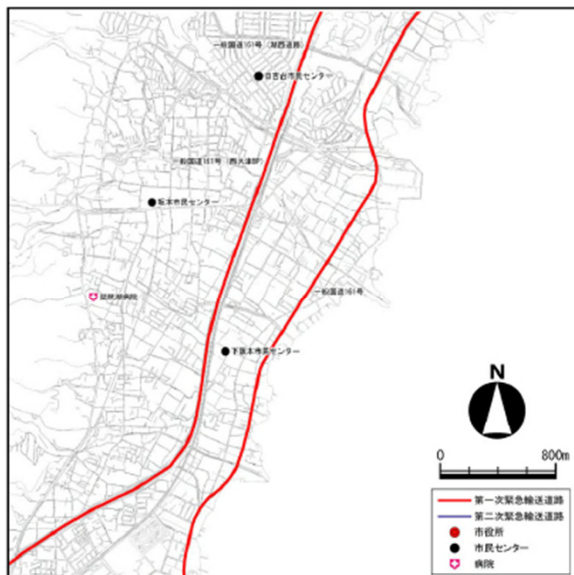 一般国道161号（湖西道路）
日吉台市民センター
一般国道161号（西大津BP）
坂本市民センター
琵琶湖病院
一般国道161号
下阪本市民センター
N
0 800m
第一次緊急輸送道路
第二次緊急輸送道路
市役所
市民センター
病院